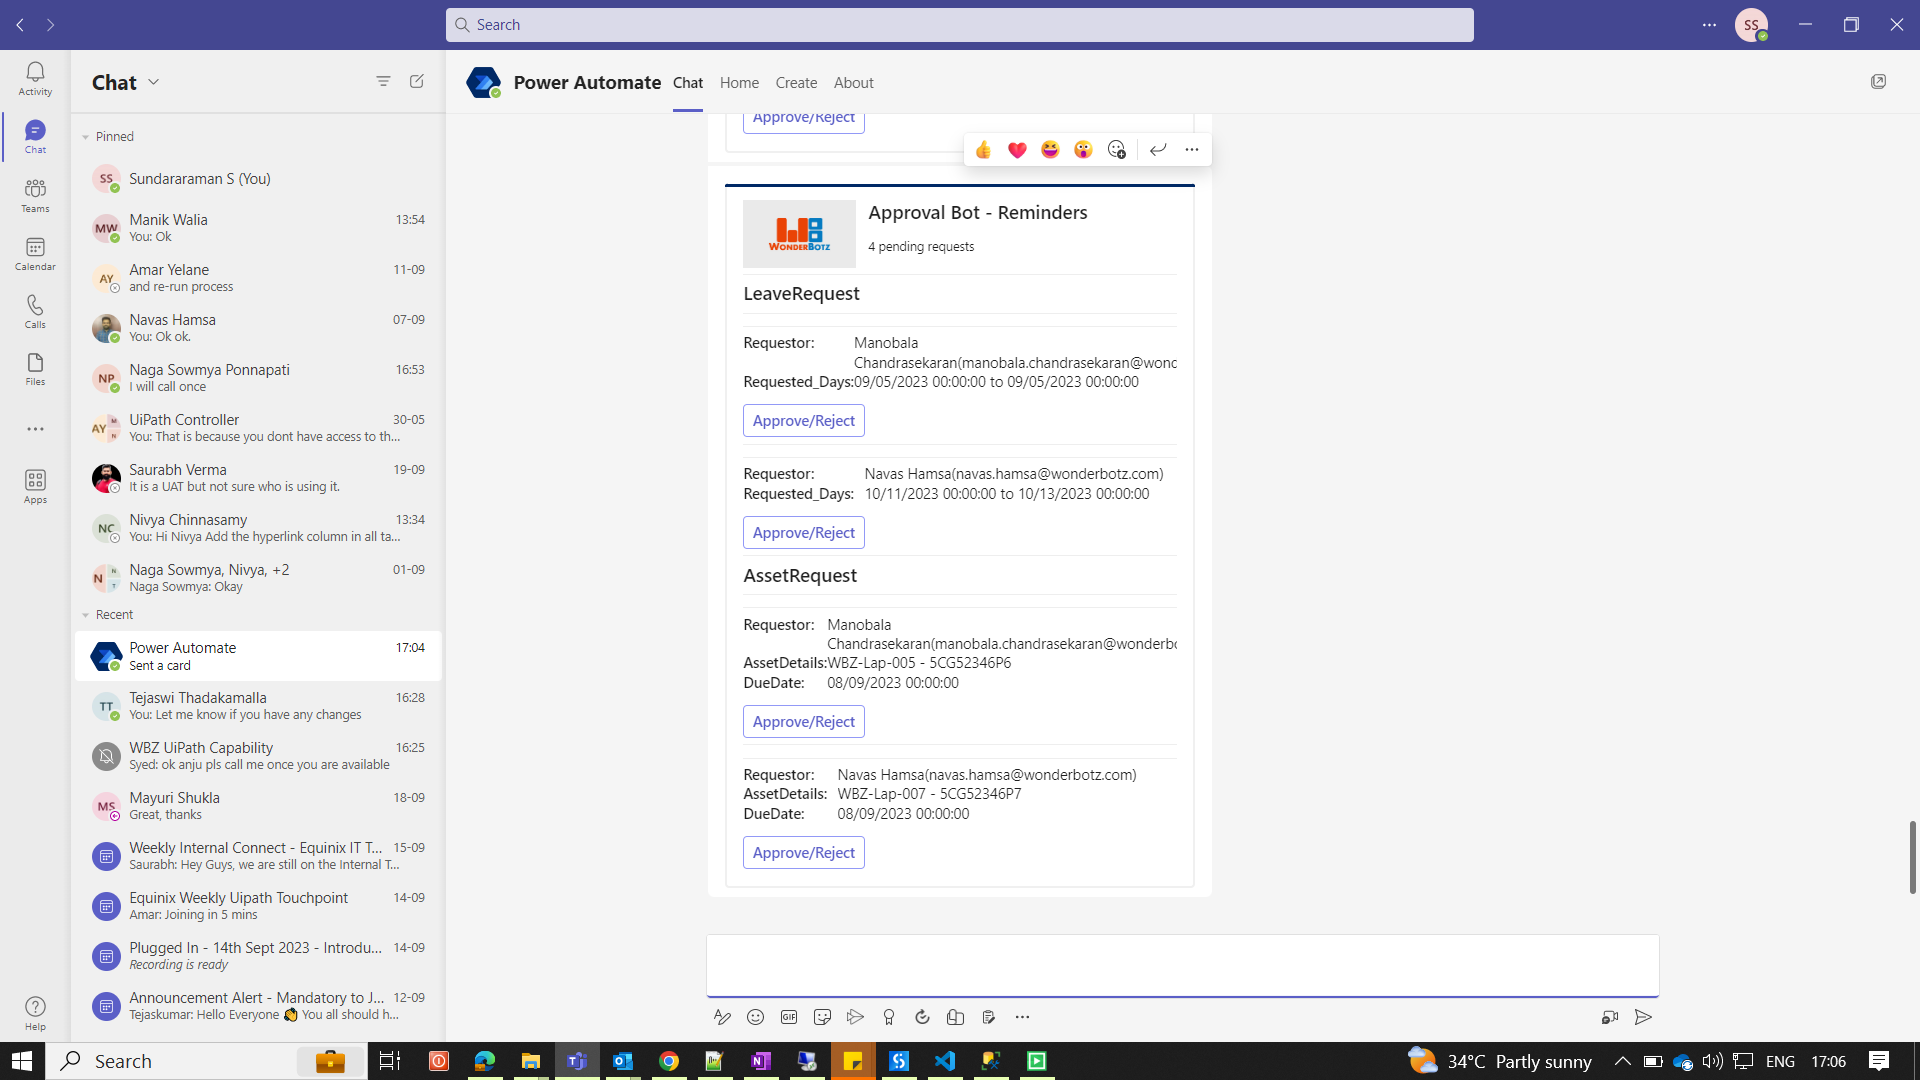 Search
SS
Activity
Chat
Teams
Calendar
Calls
Files
Apps
Help
Chat
Pinned
SS
Sundararaman S (You)
MW
Manik Walia
13:54
You: Ok
AY
Amar Yelane
11-09
and re-run process
Navas Hamsa
07-09
You: Ok ok.
NP
Naga Sowmya Ponnapati
16:53
I will call once
AY
M
N
UiPath Controller
30-05
You: That is because you dont have access to th...
Saurabh Verma
19-09
It is a UAT but not sure who is using it.
NC
Nivya Chinnasamy
13:34
You: Hi Nivya Add the hyperlink column in all ta...
N
N
T
Naga Sowmya, Nivya, +2
01-09
Naga Sowmya: Okay
Recent
Power Automate
17:04
Sent a card
TT
Tejaswi Thadakamalla
16:28
You: Let me know if you have any changes
WBZ UiPath Capability
16:25
Syed: ok anju pls call me once you are available
MS
Mayuri Shukla
18-09
Great, thanks
Weekly Internal Connect - Equinix IT T...
15-09
Saurabh: Hey Guys, we are still on the Internal T...
Equinix Weekly Uipath Touchpoint
14-09
Amar: Joining in 5 mins
Plugged In - 14th Sept 2023 - Introdu...
14-09
Recording is ready
Announcement Alert - Mandatory to J...
12-09
Tejaskumar: Hello Everyone 👏 You all should h...
Power Automate Chat Home Create About
Approve/Reject
WONDERBOTZ
Approval Bot - Reminders
4 pending requests
LeaveRequest
Requestor: Manobala
Chandrasekaran(manobala.chandrasekaran@wond
Requested_Days:09/05/2023 00:00:00 to 09/05/2023 00:00:00
Approve/Reject
Requestor: Navas Hamsa(navas.hamsa@wonderbotz.com)
Requested_Days: 10/11/2023 00:00:00 to 10/13/2023 00:00:00
Approve/Reject
AssetRequest
Requestor: Manobala
Chandrasekaran(manobala.chandrasekaran@wonderbo
AssetDetails:WBZ-Lap-005 - 5CG52346P6
DueDate: 08/09/2023 00:00:00
Approve/Reject
Requestor: Navas Hamsa(navas.hamsa@wonderbotz.com)
AssetDetails: WBZ-Lap-007 - 5CG52346P7
DueDate: 08/09/2023 00:00:00
Approve/Reject
GIF
Search
34°C Partly sunny
ENG
17:06